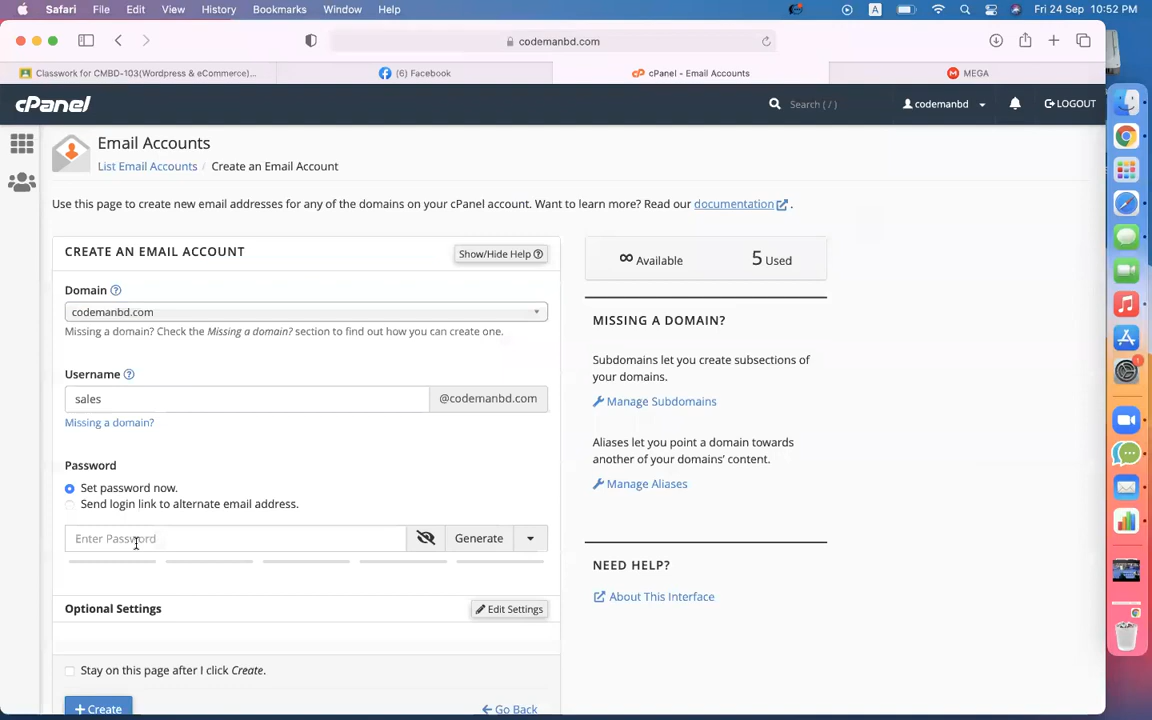 Safari File Edit View History Bookmarks Window Help
A Fri 24 Sep 10:52 PM
codemanbd.com
Classwork for CMBD-103(Wordpress & eCommerce)...
(6) Facebook
cPanel - Email Accounts
MEGA
cPanel
Search ( / )
codemanbd
LOGOUT
Email Accounts
List Email Accounts / Create an Email Account
Use this page to create new email addresses for any of the domains on your cPanel account. Want to learn more? Read our documentation .
CREATE AN EMAIL ACCOUNT
Show/Hide Help
∞ Available
5 Used
Domain
codemanbd.com
Missing a domain? Check the Missing a domain? section to find out how you can create one.
MISSING A DOMAIN?
Subdomains let you create subsections of
your domains.
Manage Subdomains
Aliases let you point a domain towards
another of your domains’ content.
Manage Aliases
Username
sales
@codemanbd.com
Missing a domain?
Password
Set password now.
Send login link to alternate email address.
Enter Password
Generate
NEED HELP?
About This Interface
Optional Settings
Edit Settings
Stay on this page after I click Create.
+ Create
Go Back